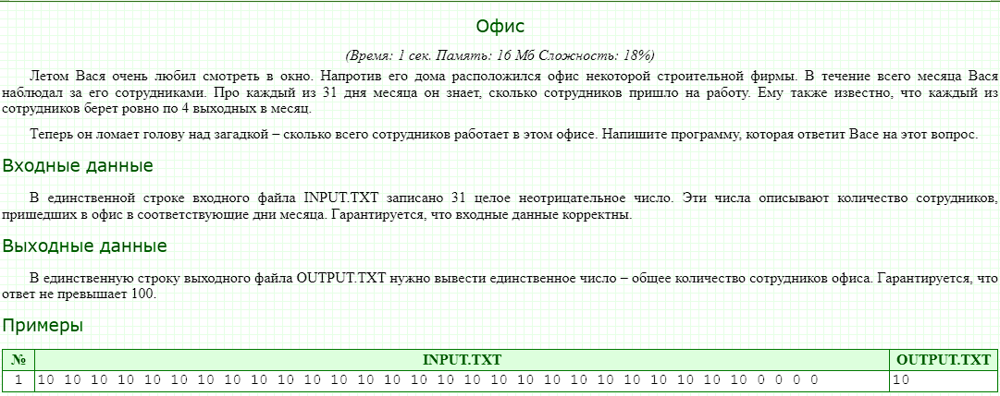 Офис
(Время: 1 сек. Память: 16 Мб Сложность: 18%)
Летом Вася очень любил смотреть в окно. Напротив его дома расположился офис некоторой строительной фирмы. В течение всего месяца Вася
наблюдал за его сотрудниками. Про каждый из 31 дня месяца он знает, сколько сотрудников пришло на работу. Ему также известно, что каждый из
сотрудников берет ровно по 4 выходных в месяц.
Теперь он ломает голову над загадкой – сколько всего сотрудников работает в этом офисе. Напишите программу, которая ответит Васе на этот вопрос.
Входные данные
В единственной строке входного файла INPUT.TXT записано 31 целое неотрицательное число. Эти числа описывают количество сотрудников,
пришедших в офис в соответствующие дни месяца. Гарантируется, что входные данные корректны.
Выходные данные
В единственную строку выходного файла OUTPUT.TXT нужно вывести единственное число – общее количество сотрудников офиса. Гарантируется, что
ответ не превышает 100.
Примеры
№ INPUT.TXT OUTPUT.TXT
1 10 10 10 10 10 10 10 10 10 10 10 10 10 10 10 10 10 10 10 10 10 10 10 10 10 10 10 0 0 0 0 10